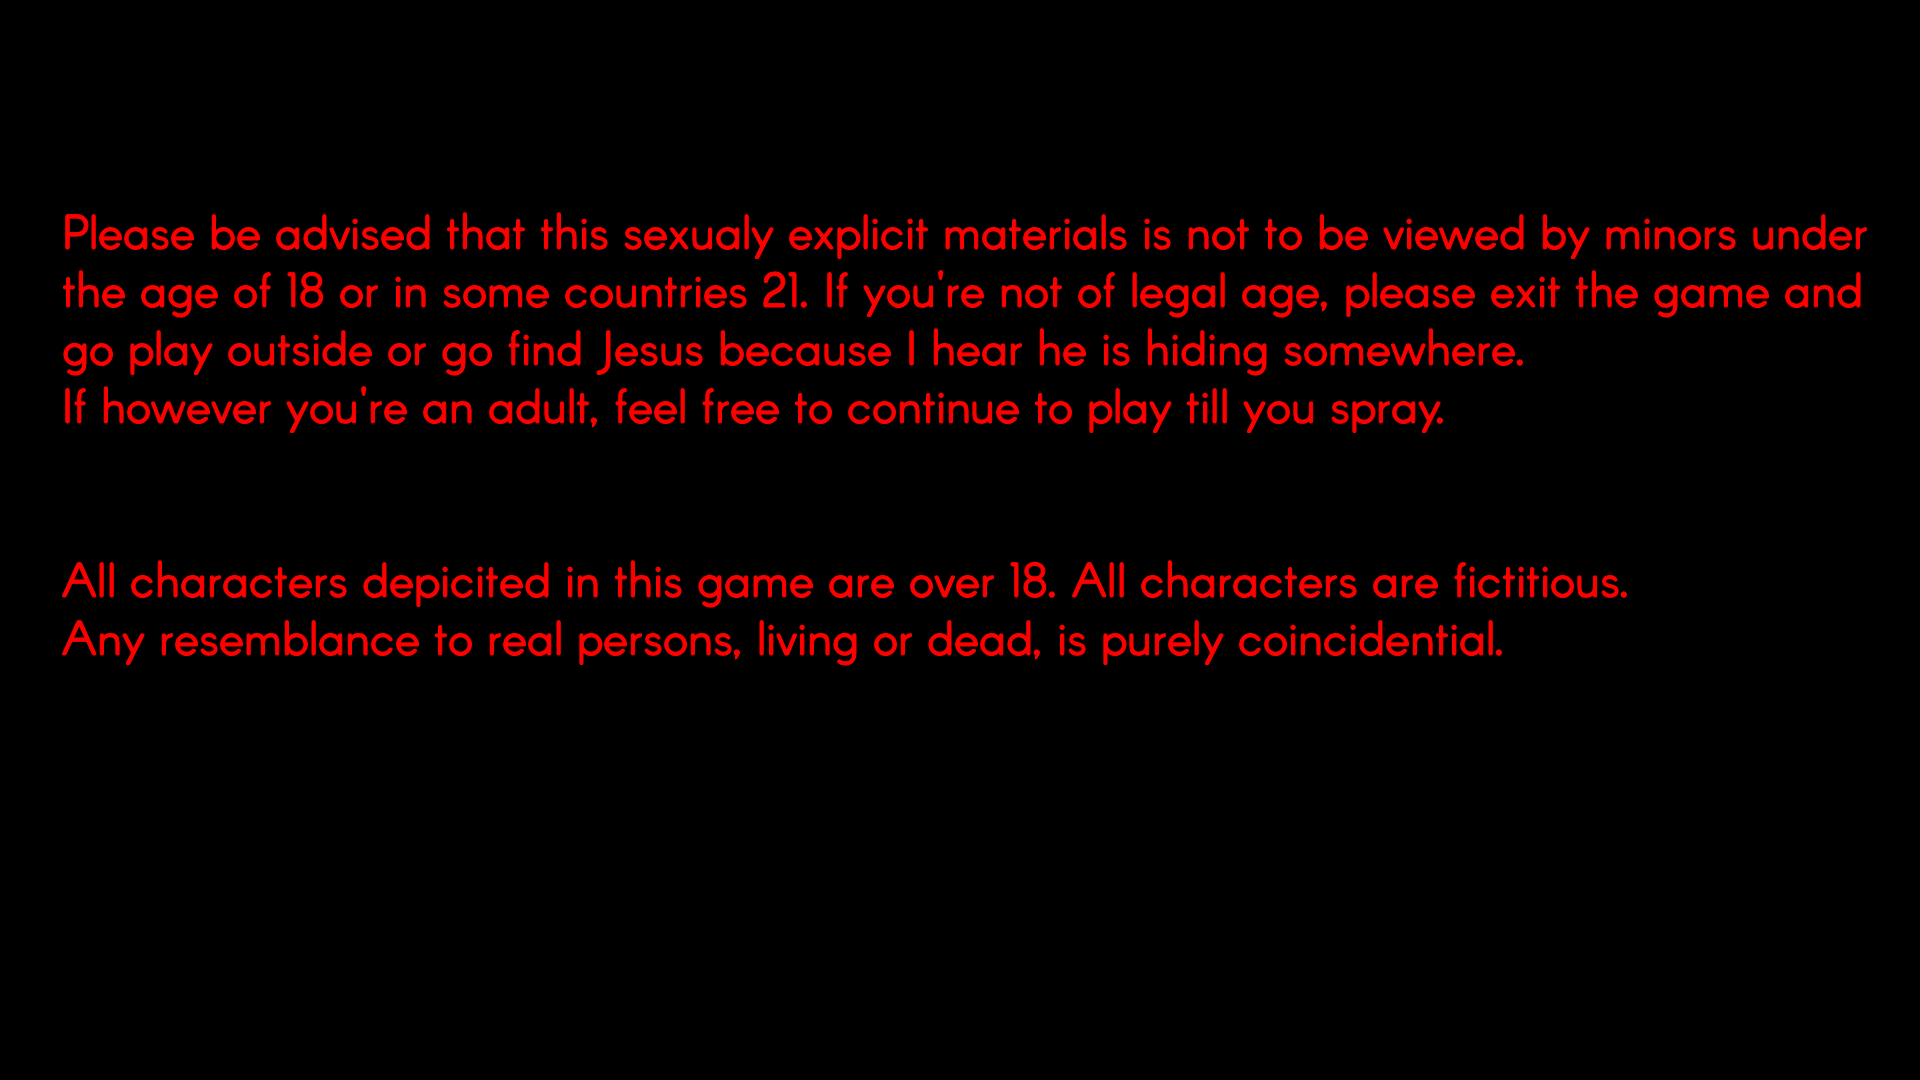 Please be advised that this sexualy explicit materials is not to be viewed by minors under
the age of 18 or in some countries 21. If you're not of legal age, please exit the game and
go play outside or go find Jesus because I hear he is hiding somewhere.
If however you're an adult, feel free to continue to play till you spray.
All characters depicited in this game are over 18. All characters are fictitious.
Any resemblance to real persons, living or dead, is purely coincidential.